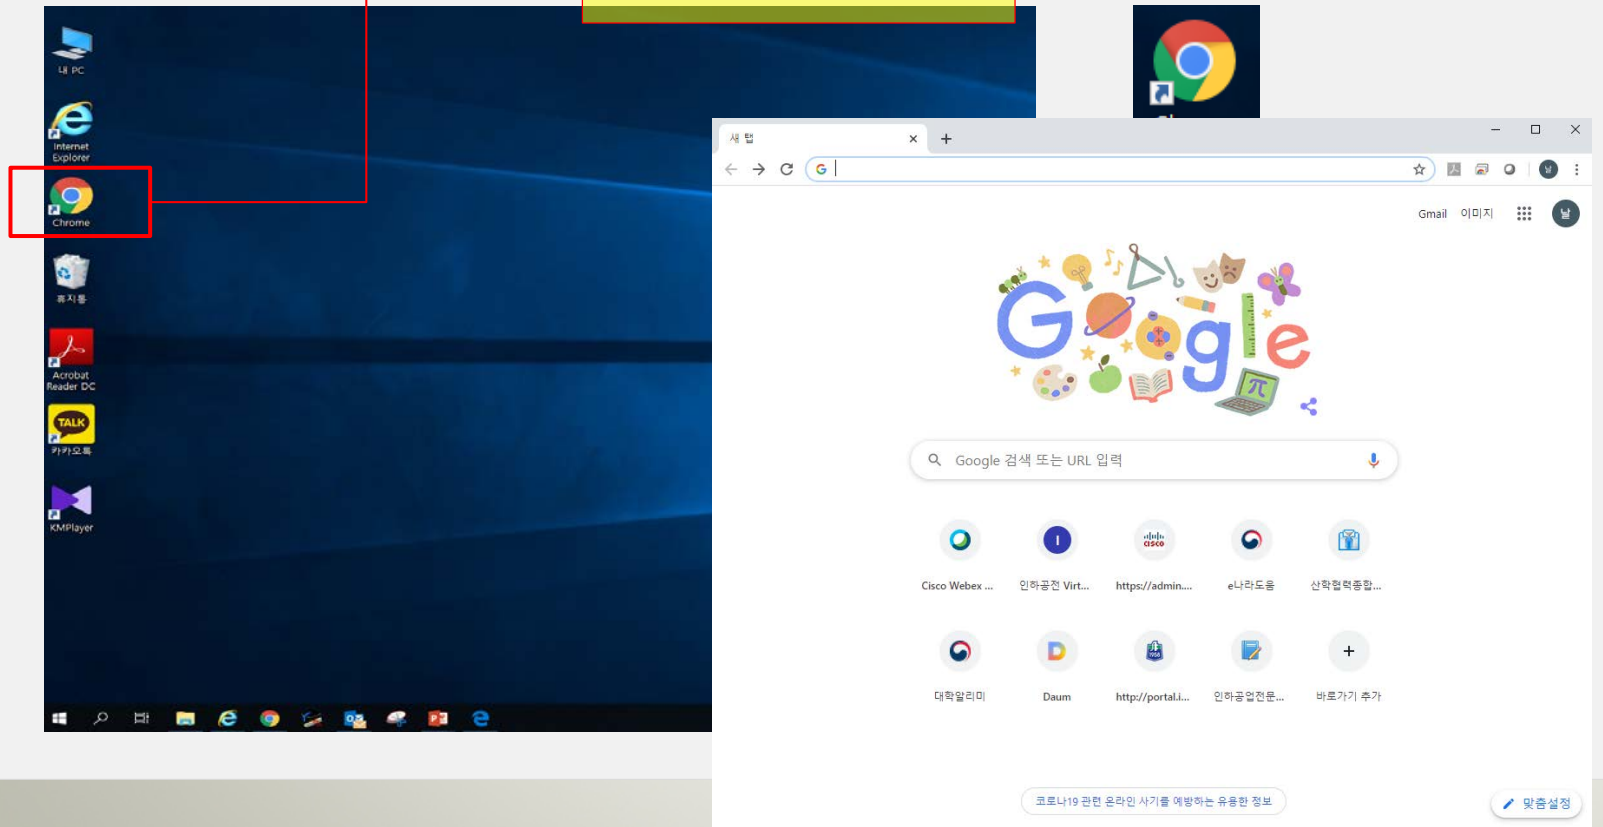 내 PC
Internet
Explorer
Chrome
휴지통
Acrobat
Reader DC
TALK
카카오톡
KMPlayer
새 탭
G
날
Gmail 이미지
날
Google
π
Google 검색 또는 URL 입력
I
cisco
Cisco Webex ...
인하공전 Virt...
https://admin....
e나라도움
산학협력종합...
D
1958
대학알리미
Daum
http://portal.i...
인하공업전문...
바로가기 추가
코로나19 관련 온라인 사기를 예방하는 유용한 정보
맞춤설정